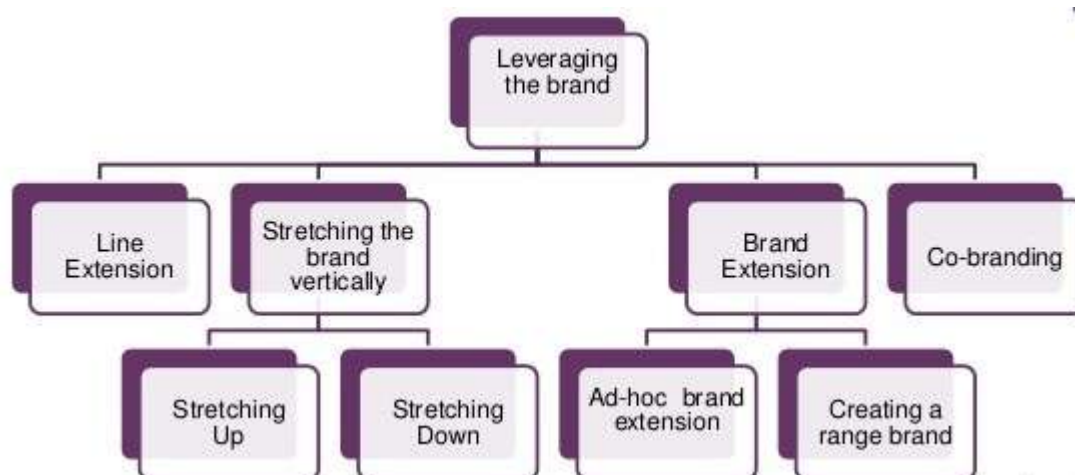 Leveraging
the brand
Line
Extension
Stretching the
brand
vertically
Brand
Extension
Co-branding
Stretching
Up
Stretching
Down
Ad-hoc brand
extension
Creating a
range brand